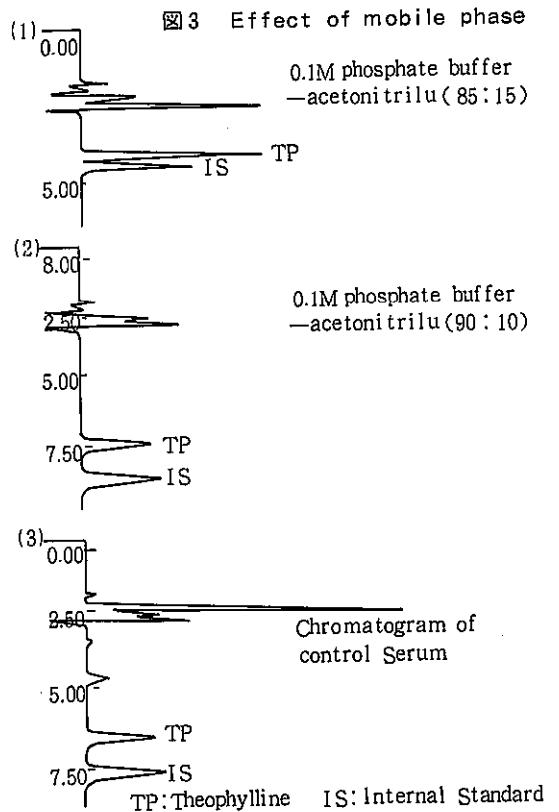 図3 Effect of mobile phase
(1)
0.00
0.1M phosphate buffer
—acetonitrilu(85:15)
TP
IS
5.00
(2)
8.00
0.1M phosphate buffer
—acetonitrilu(90:10)
2.50
5.00
TP
7.50
IS
(3)
0.00
2.50
Chromatogram of
control Serum
5.00
TP
7.50
IS
TP:Theophylline IS:Internal Standard